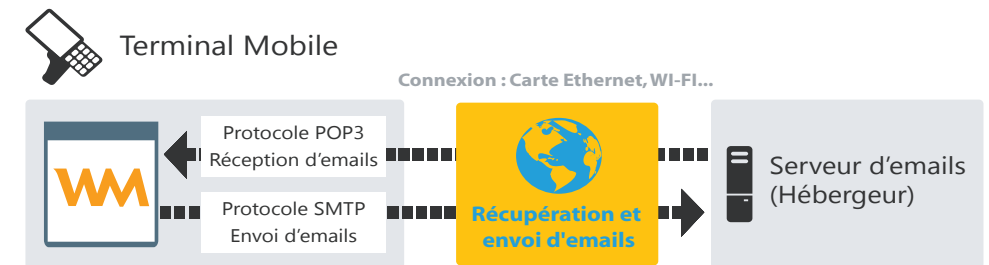 Terminal Mobile
Connexion : Carte Ethernet, WI-FI...
Protocole POP3
Réception d’emails
WM
Protocole SMTP
Envoi d’emails
Récupération et
envoi d'emails
Serveur d’emails
(Hébergeur)